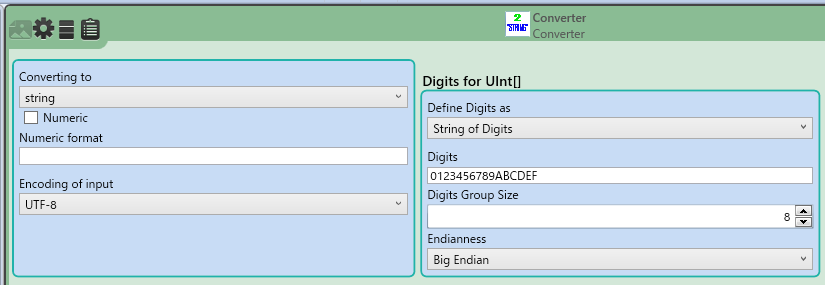 2
STRING
Converter
Converter
Converting to
string
Numeric
Numeric format
Encoding of input
UTF-8
Digits for UInt[]
Define Digits as
String of Digits
Digits
0123456789ABCDEF
Digits Group Size
8
Endianness
Big Endian